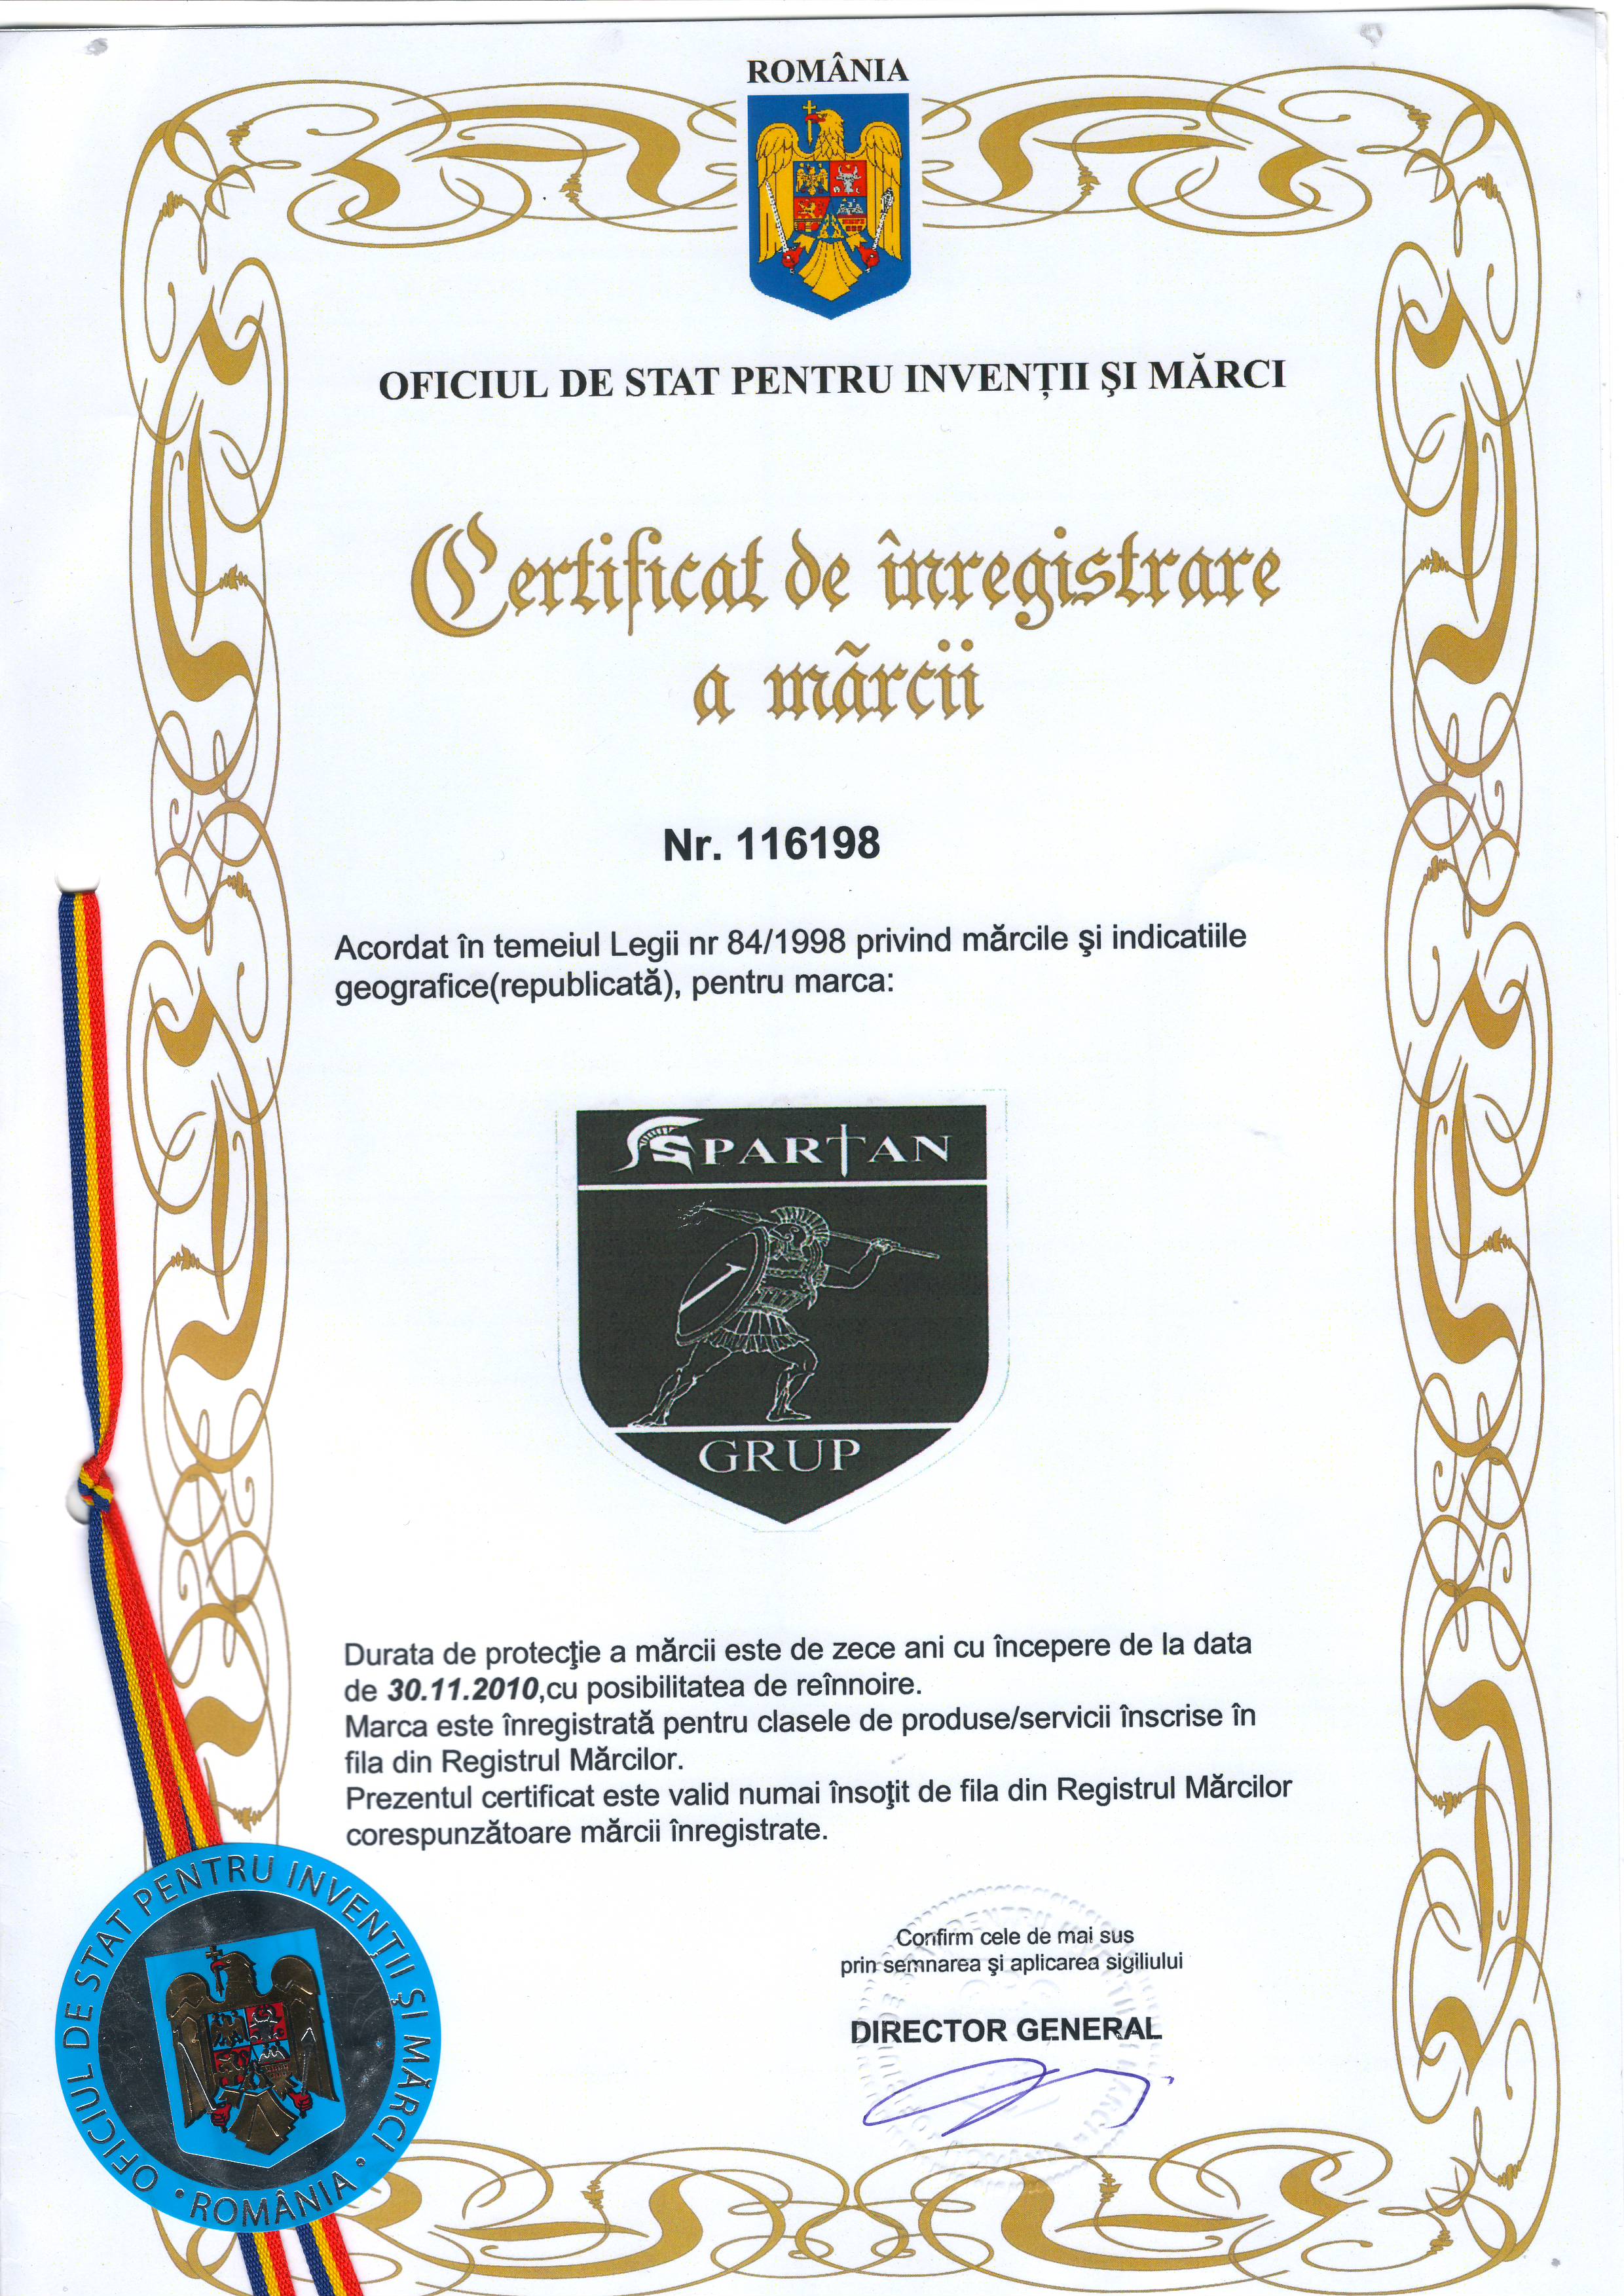 ROMÂNIA
OFICIUL DE STAT PENTRU INVENȚII ŞI MĂRCI
Certificat de înregistrare
a mãrcii
Nr. 116198
Acordat în temeiul Legii nr 84/1998 privind mărcile şi indicatiile
geografice(republicată), pentru marca:
SPARTAN
GRUP
Durata de protecţie a mărcii este de zece ani cu începere de la data
de 30.11.2010,cu posibilitatea de reînnoire.
Marca este înregistrată pentru clasele de produse/servicii înscrise în
fila din Registrul Mărcilor.
Prezentul certificat este valid numai însoţit de fila din Registrul Mărcilor
corespunzătoare mărcii înregistrate.
Confirm cele de mai sus
prin semnarea şi aplicarea sigiliului
DIRECTOR GENERAL
OFICIUL DE STAT PENTRU INVENŢII ŞI MĂRCI
• ROMÂNIA •